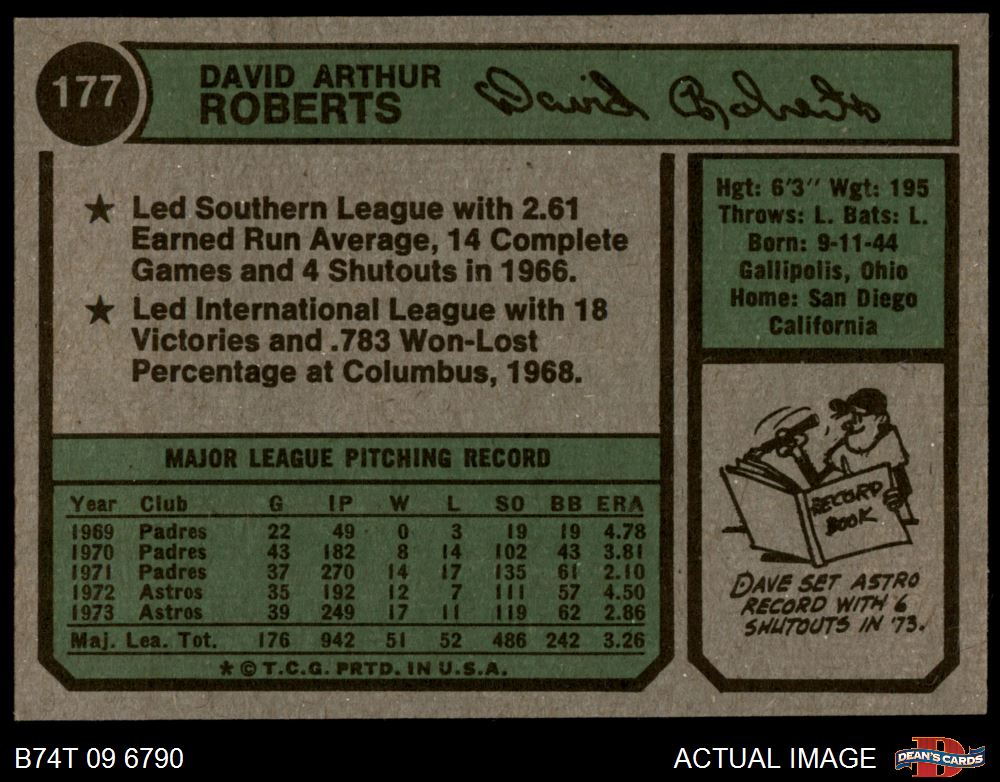 177
DAVID ARTHUR
ROBERTS
David Roberts
★ Led Southern League with 2.61
Earned Run Average, 14 Complete
Games and 4 Shutouts in 1966.
★ Led International League with 18
Victories and .783 Won-Lost
Percentage at Columbus, 1968.
Hgt: 6'3" Wgt: 195
Throws: L. Bats: L.
Born: 9-11-44
Gallipolis, Ohio
Home: San Diego
California
MAJOR LEAGUE PITCHING RECORD
Year Club G IP W L SO BB ERA
1969 Padres 22 49 0 3 19 19 4.78
1970 Padres 43 182 8 14 102 43 3.81
1971 Padres 37 270 14 17 135 61 2.10
1972 Astros 35 192 12 7 111 57 4.50
1973 Astros 39 249 17 11 119 62 2.86
Maj. Lea. Tot. 176 942 51 52 486 242 3.26
* © T.C.G. PRTD. IN U.S.A.
RECORD
BOOK
DAVE SET ASTRO
RECORD WITH 6
SHUTOUTS IN '73.
B74T 09 6790
ACTUAL IMAGE
D
DEAN'S CARDS